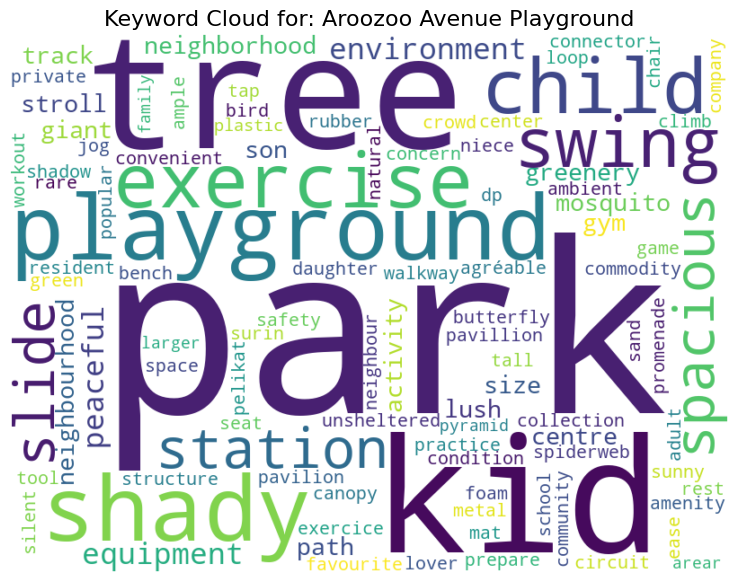 Keyword Cloud for: Aroozoo Avenue Playground
track
neighborhood
environment
connector
loop
chair
company
private
family
ample
tap
tree
child
stroll
bird
plastic
rubber
crowd
center
climb
giant
jog
son
natural
concern
niece
swing
workout
shadow
convenient
greenery
rare
popular
exercise
dp
ambient
mosquito
playground
gym
spacious
resident
bench
daughter
walkway
agréable
commodity
game
green
park
slide
neighbourhood
peaceful
larger
space
surin
safety
pelikat
neighbour
activity
butterfly
pavillion
tall
size
sand
promenade
seat
unsheltered
lush
pyramid
collection
station
practice
centre
condition
spiderweb
adult
tool
structure
pavilion
kid
sunny
rest
silent
shady
canopy
foam
metal
mat
school
community
amenity
exercice
equipment
path
favourite
lover
prepare
circuit
ease
arear